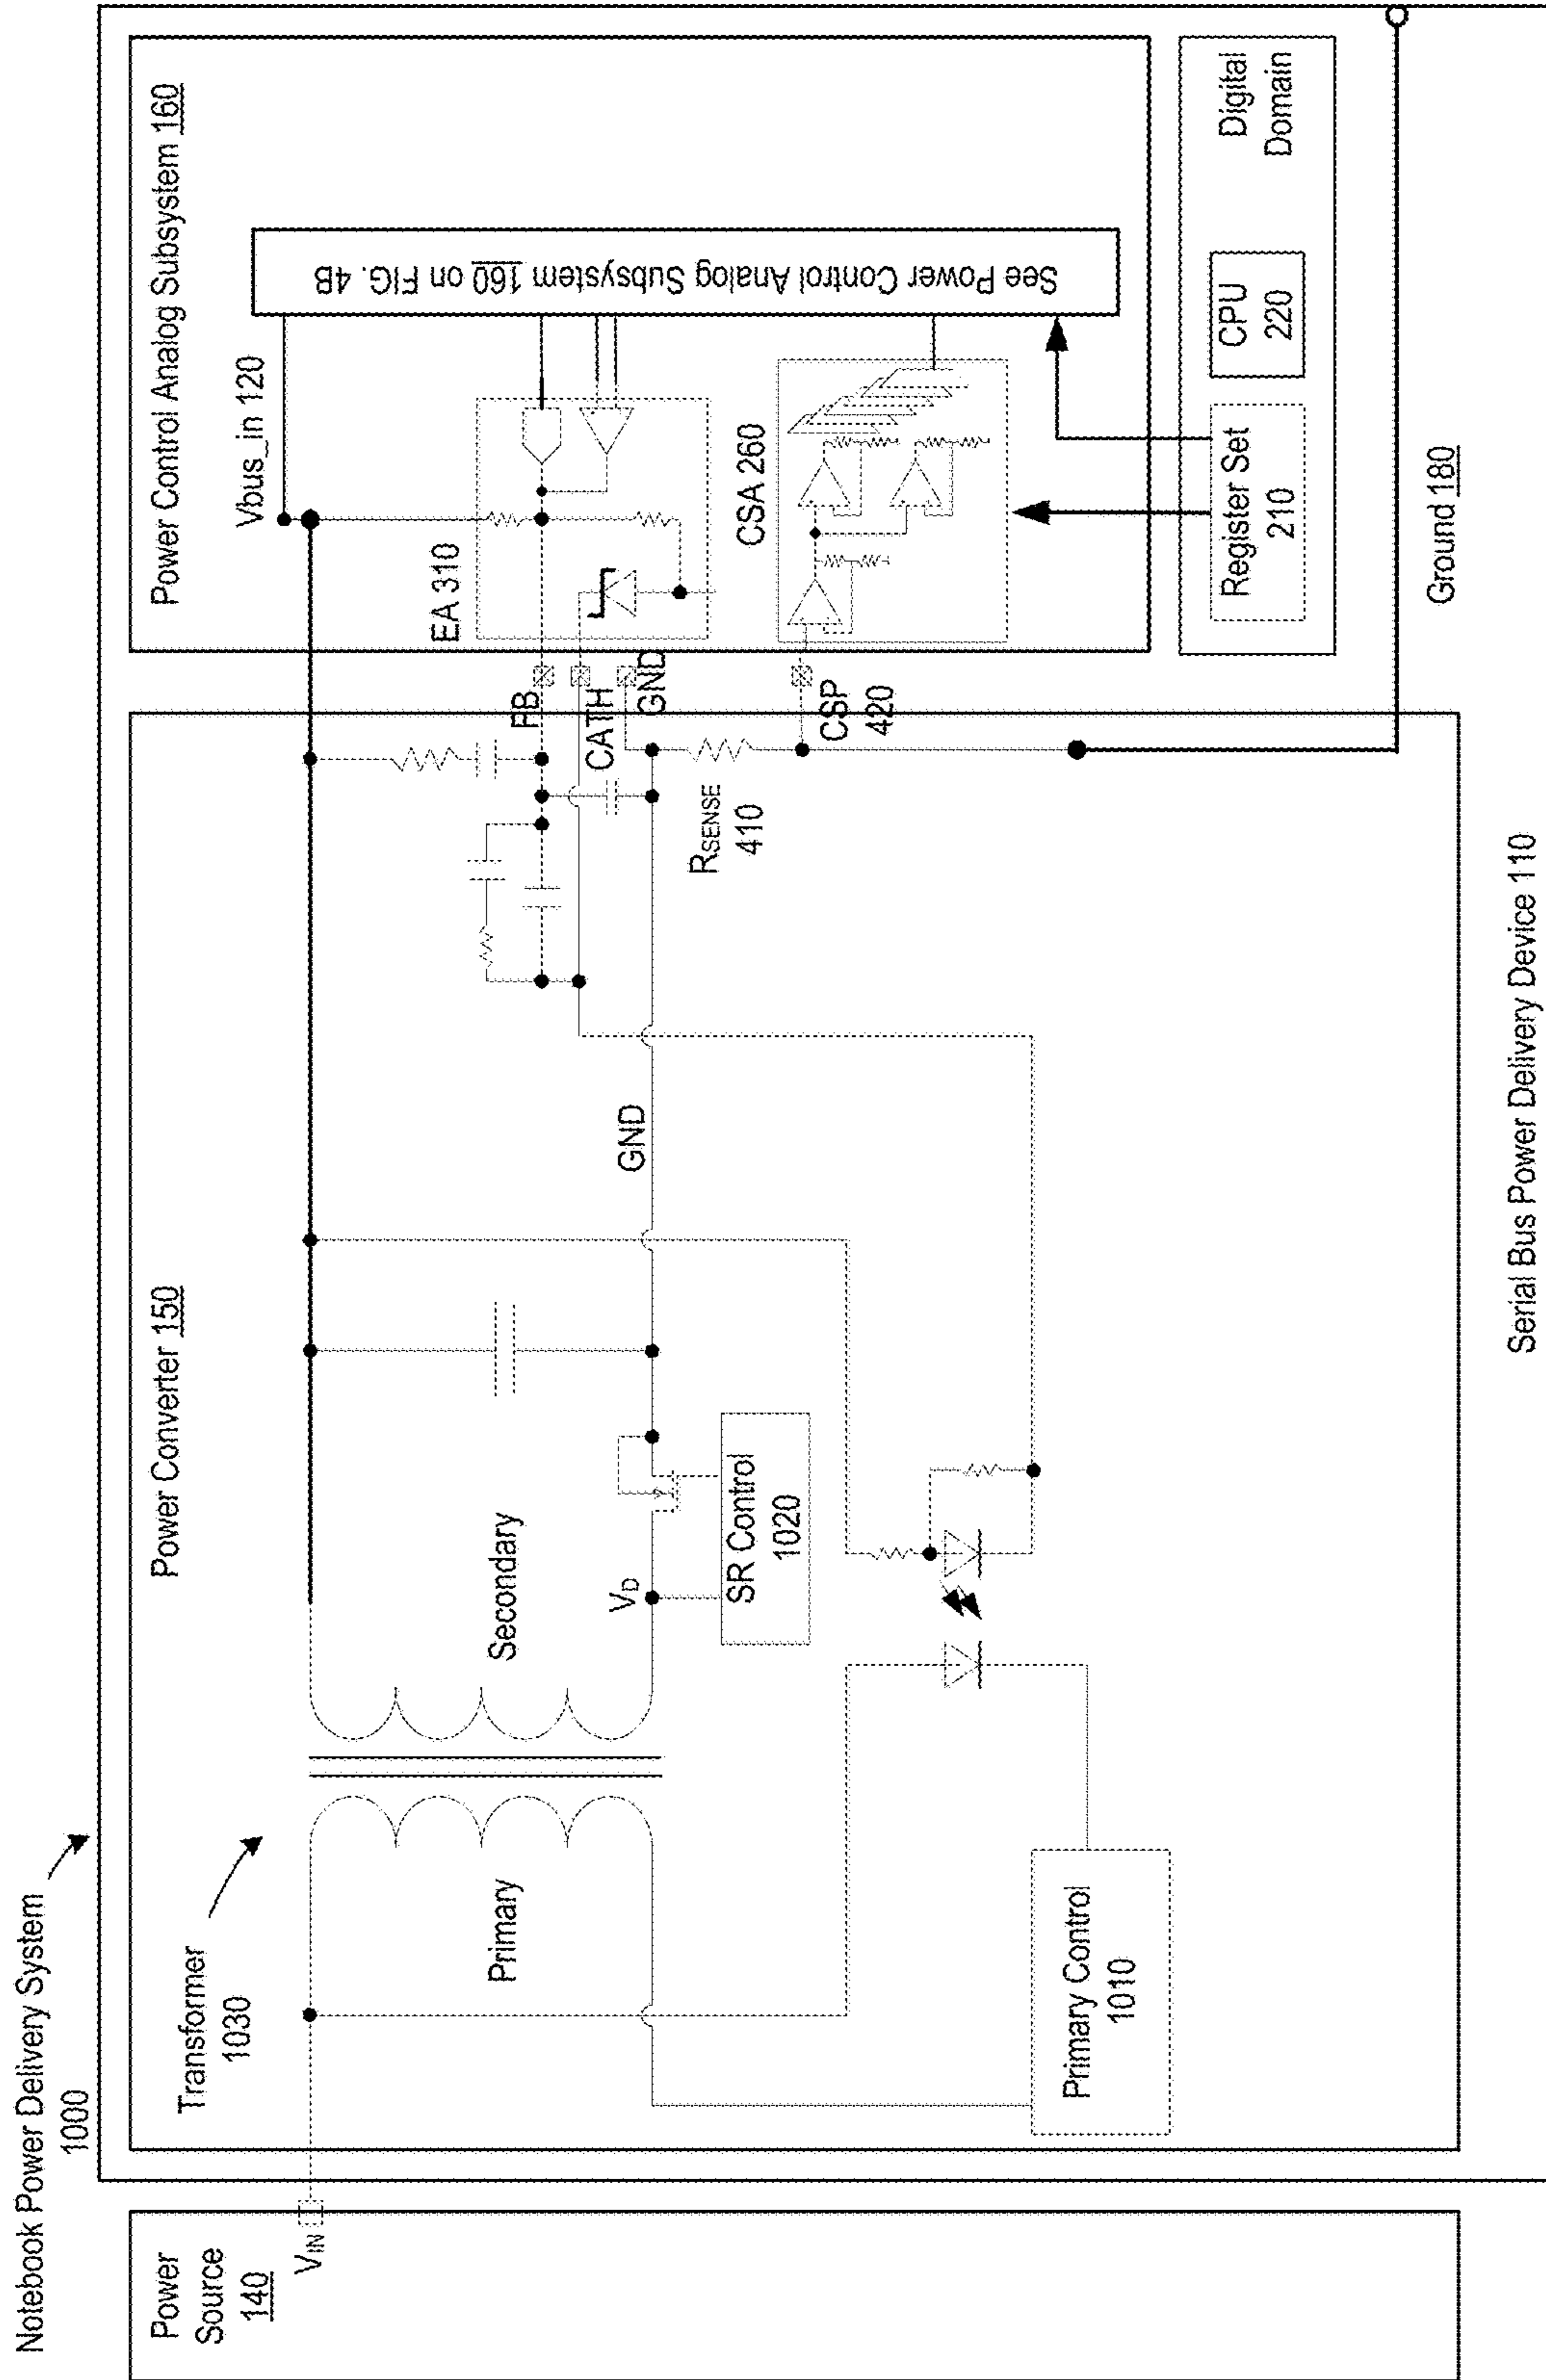 Notebook Power Delivery System
1000
Power
Source
140
VIN
Power Converter 150
Transformer
1030
Primary
Secondary
VD
SR Control
1020
Primary Control
1010
GND
RSENSE
410
FB
CATH
GND
CSP
420
Power Control Analog Subsystem 160
Vbus_in 120
EA 310
CSA 260
See Power Control Analog Subsystem 160 on FIG. 4B
Register Set
210
CPU
220
Digital
Domain
Ground 180
Serial Bus Power Delivery Device 110